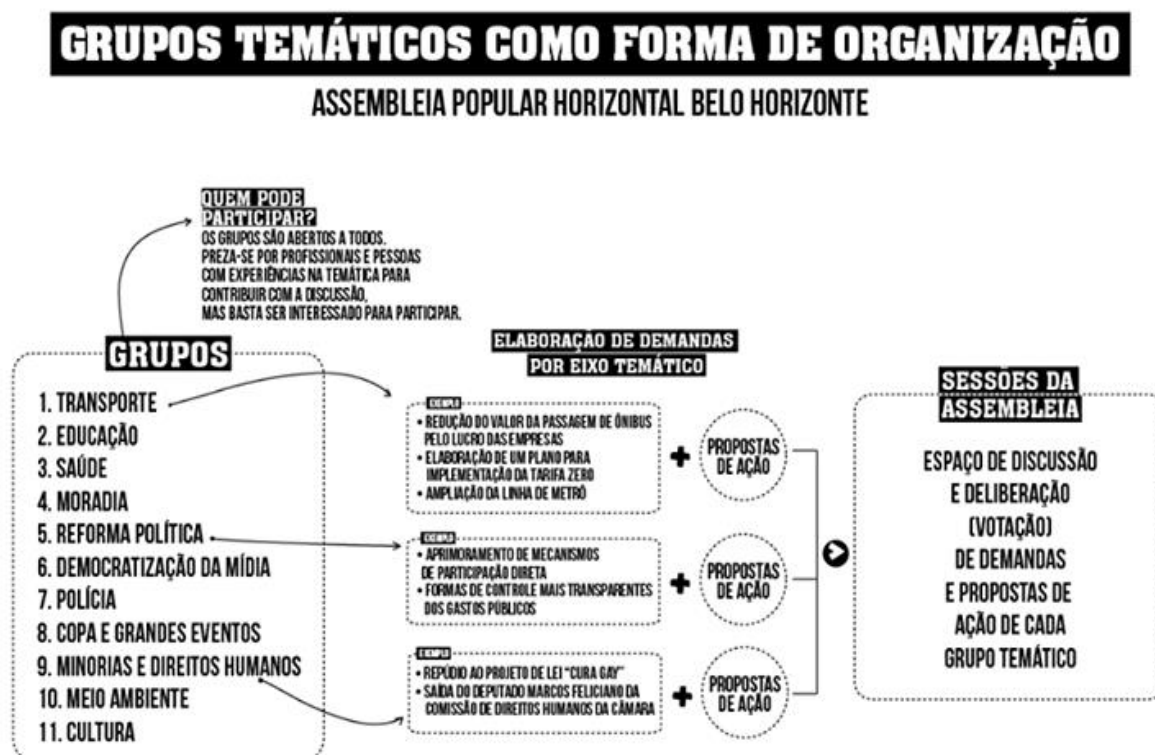 GRUPOS TEMÁTICOS COMO FORMA DE ORGANIZAÇÃO
ASSEMBLEIA POPULAR HORIZONTAL BELO HORIZONTE
QUEM PODE
PARTICIPAR?
OS GRUPOS SÃO ABERTOS A TODOS.
PREZA-SE POR PROFISSIONAIS E PESSOAS
COM EXPERIÊNCIAS NA TEMÁTICA PARA
CONTRIBUIR COM A DISCUSSÃO,
MAS BASTA SER INTERESSADO PARA PARTICIPAR.
GRUPOS
1. TRANSPORTE
2. EDUCAÇÃO
3. SAÚDE
4. MORADIA
5. REFORMA POLÍTICA
6. DEMOCRATIZAÇÃO DA MÍDIA
7. POLÍCIA
8. COPA E GRANDES EVENTOS
9. MINORIAS E DIREITOS HUMANOS
10. MEIO AMBIENTE
11. CULTURA
ELABORAÇÃO DE DEMANDAS
POR EIXO TEMÁTICO
EXEMPLO
• REDUÇÃO DO VALOR DA PASSAGEM DE ÔNIBUS
PELO LUCRO DAS EMPRESAS
• ELABORAÇÃO DE UM PLANO PARA
IMPLEMENTAÇÃO DA TARIFA ZERO
• AMPLIAÇÃO DA LINHA DE METRÔ
+
PROPOSTAS
DE AÇÃO
EXEMPLO
• APRIMORAMENTO DE MECANISMOS
DE PARTICIPAÇÃO DIRETA
• FORMAS DE CONTROLE MAIS TRANSPARENTES
DOS GASTOS PÚBLICOS
+
PROPOSTAS
DE AÇÃO
EXEMPLO
• REPÚDIO AO PROJETO DE LEI “CURA GAY”
• SAÍDA DO DEPUTADO MARCOS FELICIANO DA
COMISSÃO DE DIREITOS HUMANOS DA CÂMARA
+
PROPOSTAS
DE AÇÃO
SESSÕES DA
ASSEMBLEIA
ESPAÇO DE DISCUSSÃO
E DELIBERAÇÃO
(VOTAÇÃO)
DE DEMANDAS
E PROPOSTAS DE
AÇÃO DE CADA
GRUPO TEMÁTICO